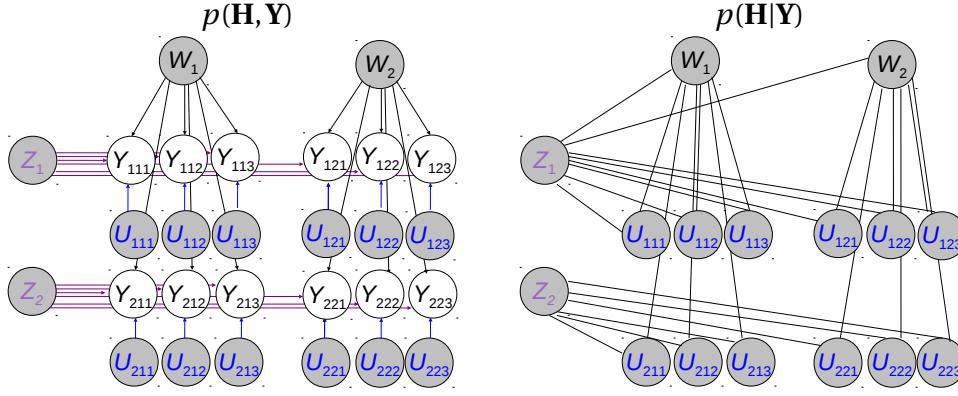 p(H, Y) p(H|Y)
W₁ W₂ W₁ W₂
Z₁ Y₁₁₁ Y₁₁₂ Y₁₁₃ Y₁₂₁ Y₁₂₂ Y₁₂₃ Z₁
U₁₁₁ U₁₁₂ U₁₁₃ U₁₂₁ U₁₂₂ U₁₂₃ U₁₁₁ U₁₁₂ U₁₁₃ U₁₂₁ U₁₂₂ U₁₂₃
Z₂ Y₂₁₁ Y₂₁₂ Y₂₁₃ Y₂₂₁ Y₂₂₂ Y₂₂₃ Z₂
U₂₁₁ U₂₁₂ U₂₁₃ U₂₂₁ U₂₂₂ U₂₂₃ U₂₁₁ U₂₁₂ U₂₁₃ U₂₂₁ U₂₂₂ U₂₂₃